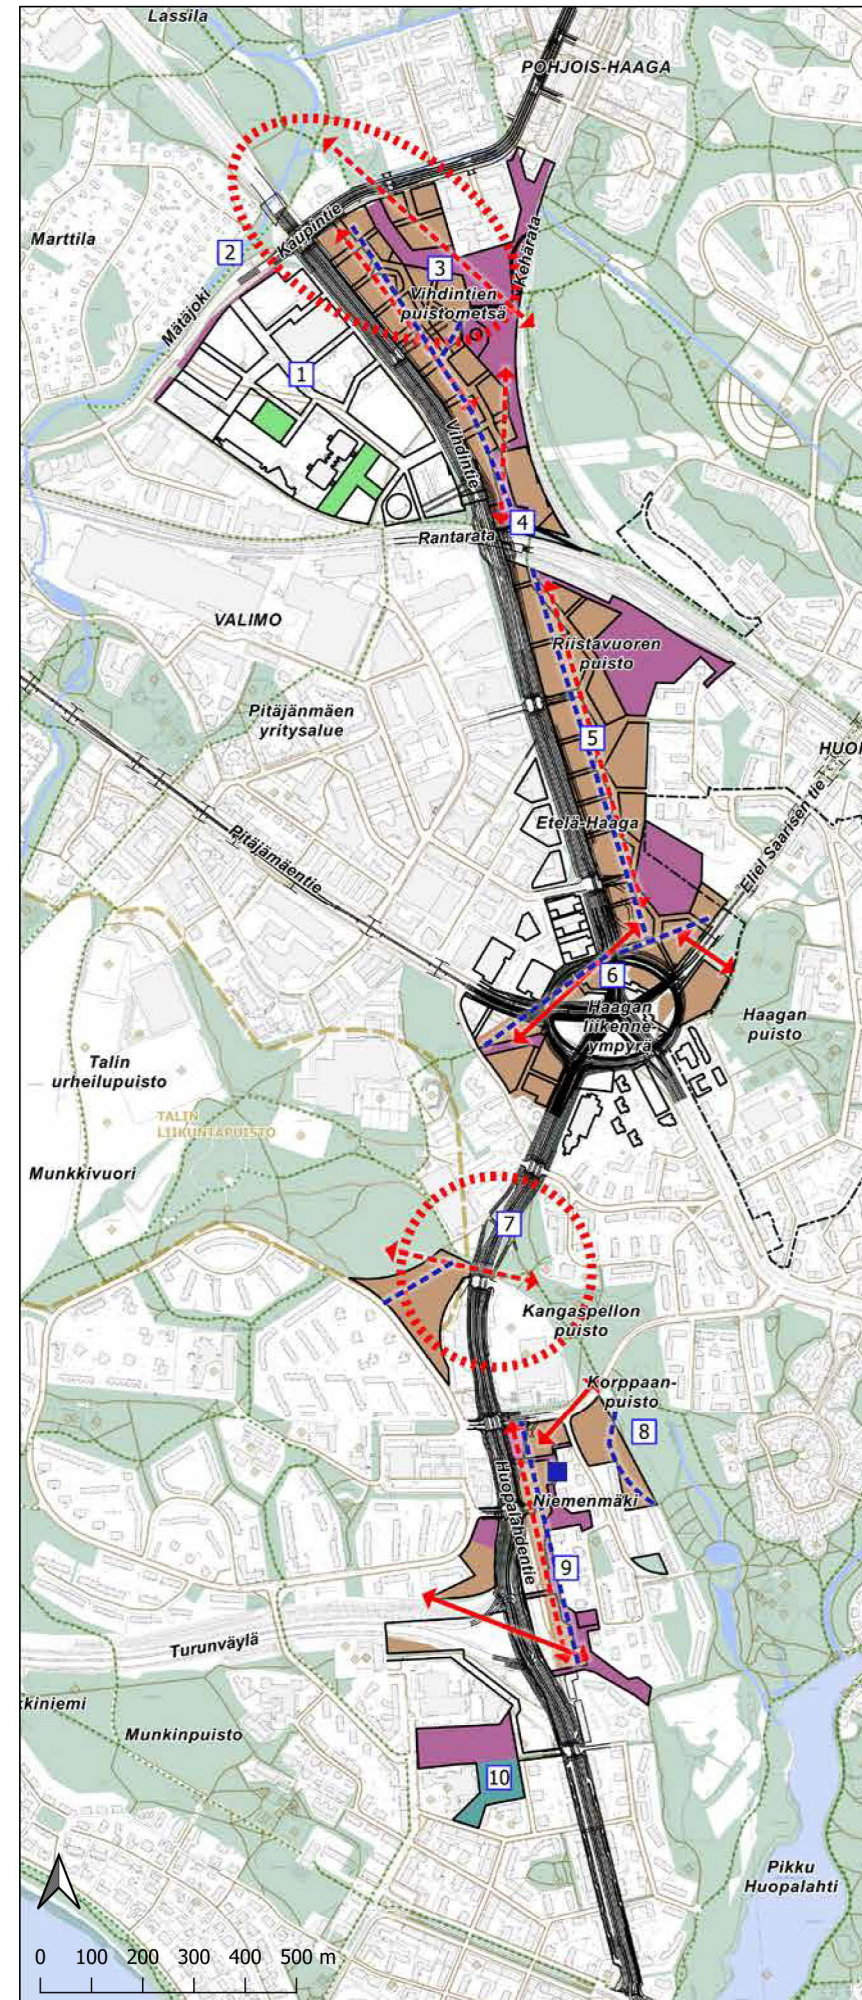 Lassila
POHJOIS-HAAGA
Marttila
2
Kaupintie
Mätäjoki
3
Kehärata
Vihdintien
puistometsä
1
Vihdintie
4
Rantarata
VALIMO
Riistavuoren
puisto
Pitäjänmäen
yritysalue
5
HUOP
Etelä-Haaga
Eliel Saarisen tie
Pitäjämäentie
6
Haagan
liikenne-
ympyrä
Haagan
puisto
Talin
urheilupuisto
TALIN
LIIKUNTAPUISTO
Munkkivuori
7
Kangaspellon
puisto
Korppaan-
puisto
8
Huopalahdentie
Niemenmäki
9
Turunväylä
kkiniemi
Munkinpuisto
10
Pikku
Huopalahti
0 100 200 300 400 500 m